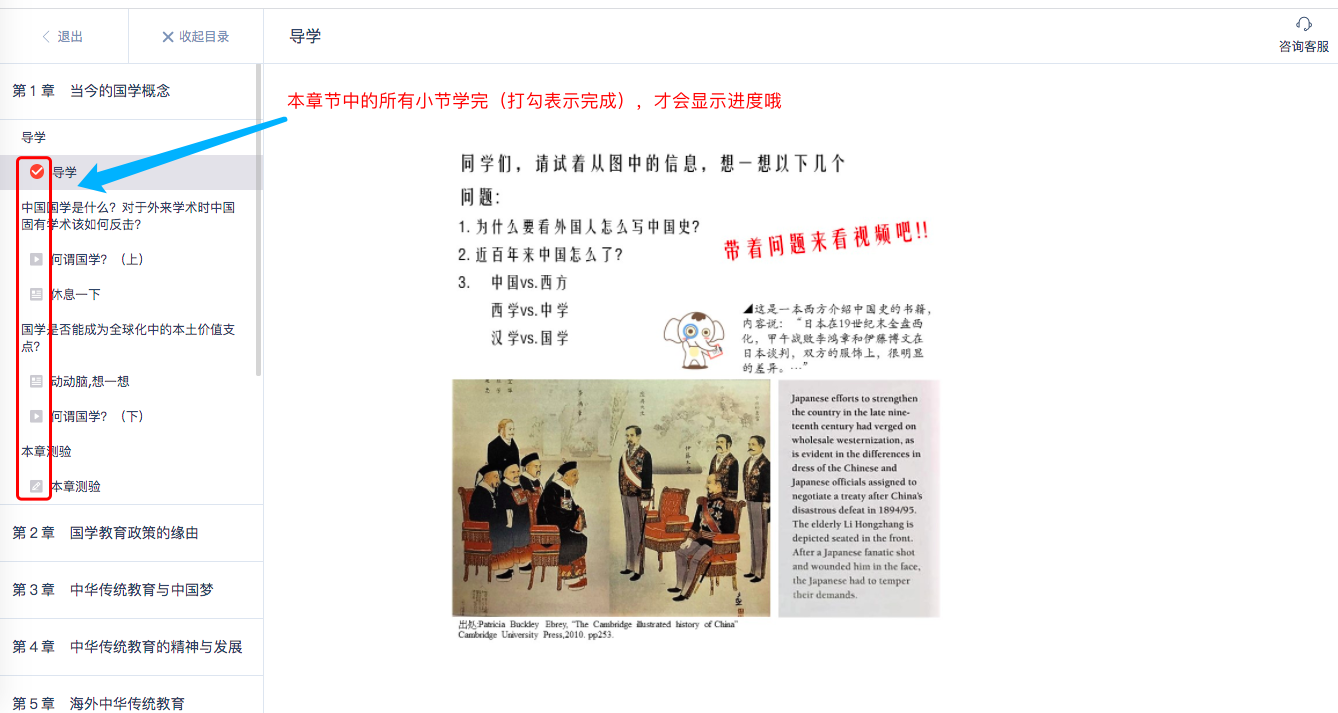 退出
收起目录
导学
咨询客服
第 1 章 当今的国学概念
导学
导学
中国国学是什么？对于外来学术时中国
固有学术该如何反击？
何谓国学？（上）
休息一下
国学是否能成为全球化中的本土价值支
点？
动动脑,想一想
何谓国学？（下）
本章测验
本章测验
第 2 章 国学教育政策的缘由
第 3 章 中华传统教育与中国梦
第 4 章 中华传统教育的精神与发展
第 5 章 海外中华传统教育
本章节中的所有小节学完（打勾表示完成），才会显示进度哦
同学们，请试着从图中的信息，想一想以下几个
问题：
1. 为什么要看外国人怎么写中国史？
2. 近百年来中国怎么了？
3. 中国vs.西方
西学vs.中学
汉学vs.国学
带着问题来看视频吧!!
◢这是一本西方介绍中国史的书籍，
内容说：“日本在19世纪末全盘西
化，甲午战败李鸿章和伊藤博文在
日本谈判，双方的服饰上，很明显
的差异。…”
Japanese efforts to strengthen
the country in the late nine-
teenth century had verged on
wholesale westernization, as
is evident in the differences in
dress of the Chinese and
Japanese officials assigned to
negotiate a treaty after China's
disastrous defeat in 1894/95.
The elderly Li Hongzhang is
depicted seated in the front.
After a Japanese fanatic shot
and wounded him in the face,
the Japanese had to temper
their demands.
出处:Patricia Buckley Ebrey, "The Cambridge illustrated history of China"
Cambridge University Press,2010. pp253.